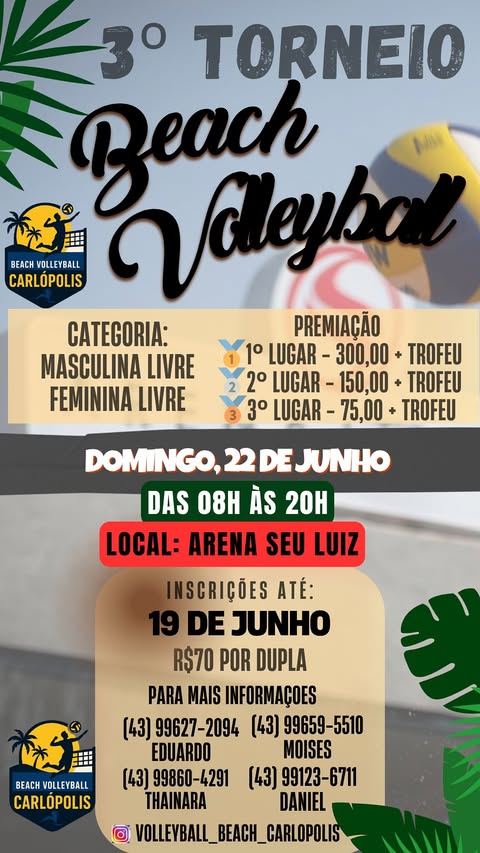 3º TORNEIO
Beach
Volleyball
BEACH VOLLEYBALL
CARLÓPOLIS
CATEGORIA:
MASCULINA LIVRE
FEMININA LIVRE
PREMIAÇÃO
1 1º LUGAR - 300,00 + TROFEU
2 2º LUGAR - 150,00 + TROFEU
3 3º LUGAR - 75,00 + TROFEU
DOMINGO, 22 DE JUNHO
DAS 08H ÀS 20H
LOCAL: ARENA SEU LUIZ
INSCRIÇÕES ATÉ:
19 DE JUNHO
R$70 POR DUPLA
PARA MAIS INFORMAÇOES
(43) 99627-2094
EDUARDO
(43) 99659-5510
MOISES
(43) 99860-4291
THAINARA
(43) 99123-6711
DANIEL
VOLLEYBALL_BEACH_CARLOPOLIS
BEACH VOLLEYBALL
CARLÓPOLIS